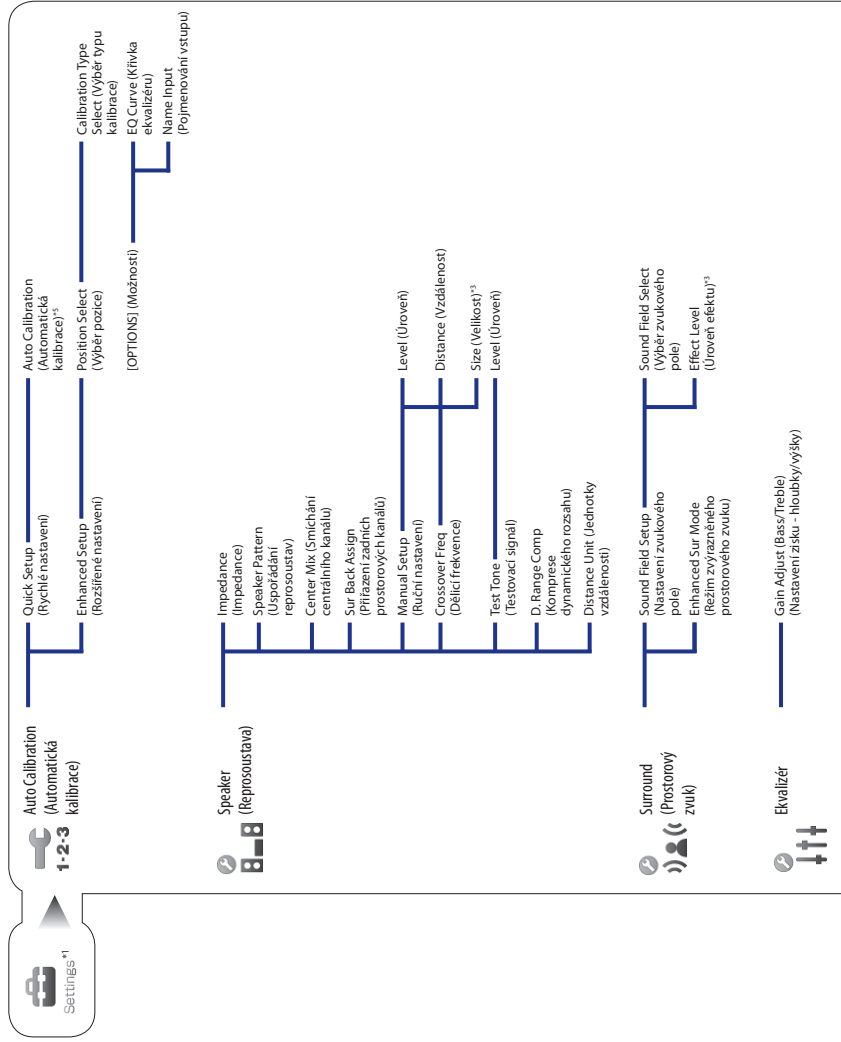 Settings*1
1·2·3
Auto Calibration
(Automatická
kalibrace)
Quick Setup
(Rychlé nastavení)
Auto Calibration
(Automatická
kalibrace)*5
Enhanced Setup
(Rozšířené nastavení)
Position Select
(Výběr pozice)
Calibration Type
Select (Výběr typu
kalibrace)
[OPTIONS] (Možnosti)
EQ Curve (Křivka
ekvalizéru)
Name Input
(Pojmenování vstupu)
Speaker
(Reprosoustava)
Impedance
(Impedance)
Speaker Pattern
(Uspořádání
reprosoustav)
Center Mix (Smíchání
centrálního kanálu)
Sur Back Assign
(Přiřazení zadních
prostorových kanálů)
Manual Setup
(Ruční nastavení)
Level (Úroveň)
Crossover Freq
(Dělicí frekvence)
Distance (Vzdálenost)
Size (Velikost)*3
Test Tone
(Testovací signál)
Level (Úroveň)
D. Range Comp
(Komprese
dynamického rozsahu)
Distance Unit (Jednotky
vzdálenosti)
Surround
(Prostorový
zvuk)
Sound Field Setup
(Nastavení zvukového
pole)
Sound Field Select
(Výběr zvukového
pole)
Enhanced Sur Mode
(Režim zvýrazněného
prostorového zvuku)
Effect Level
(Úroveň efektu)*3
Ekvalizér
Gain Adjust (Bass/Treble)
(Nastavení zisku - hloubky/výšky)